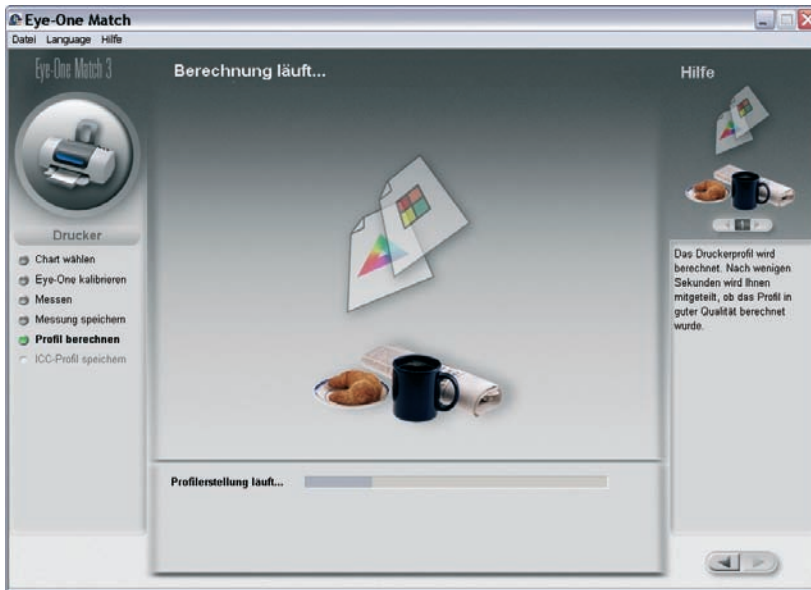 Eye-One Match
Datei Language Hilfe
Eye-One Match 3
Drucker
Chart wählen
Eye-One kalibrieren
Messen
Messung speichern
Profil berechnen
ICC-Profil speichern
Berechnung läuft...
Profilerstellung läuft...
Hilfe
1
Das Druckerprofil wird
berechnet. Nach wenigen
Sekunden wird Ihnen
mitgeteilt, ob das Profil in
guter Qualität berechnet
wurde.